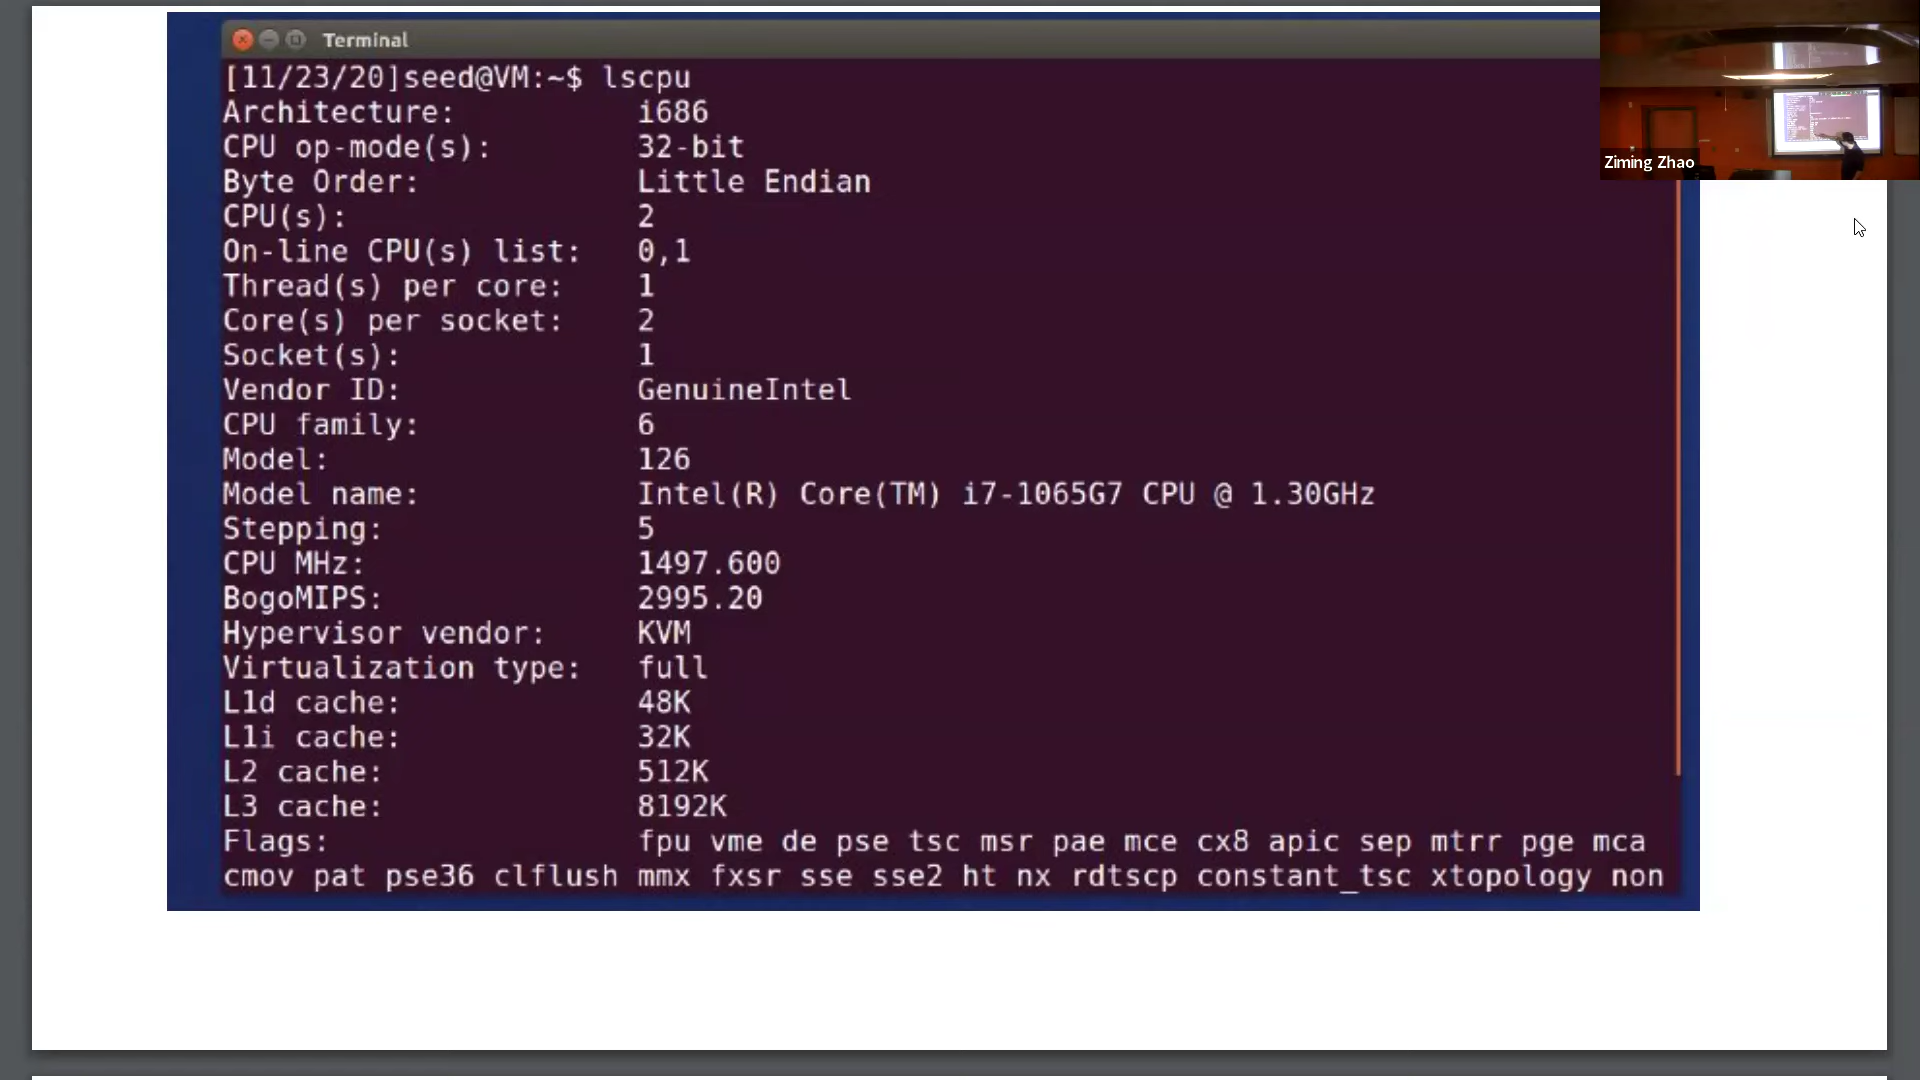 Terminal
[11/23/20]seed@VM:~$ lscpu
Architecture: i686
CPU op-mode(s): 32-bit
Byte Order: Little Endian
CPU(s): 2
On-line CPU(s) list: 0,1
Thread(s) per core: 1
Core(s) per socket: 2
Socket(s): 1
Vendor ID: GenuineIntel
CPU family: 6
Model: 126
Model name: Intel(R) Core(TM) i7-1065G7 CPU @ 1.30GHz
Stepping: 5
CPU MHz: 1497.600
BogoMIPS: 2995.20
Hypervisor vendor: KVM
Virtualization type: full
L1d cache: 48K
L1i cache: 32K
L2 cache: 512K
L3 cache: 8192K
Flags: fpu vme de pse tsc msr pae mce cx8 apic sep mtrr pge mca
cmov pat pse36 clflush mmx fxsr sse sse2 ht nx rdtscp constant_tsc xtopology non
Ziming Zhao